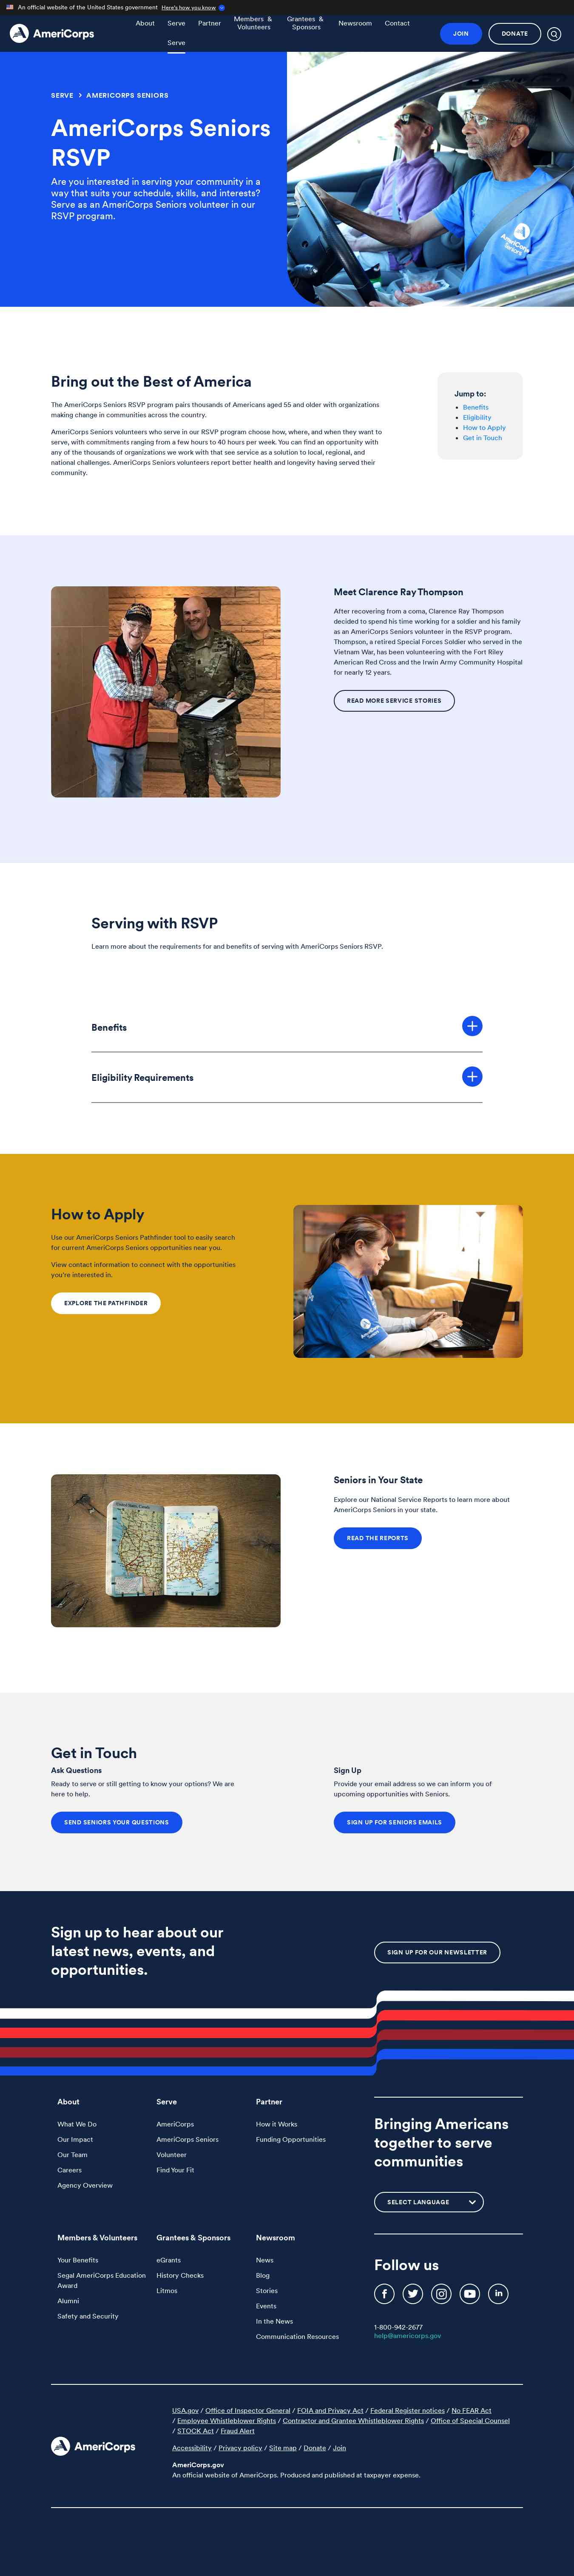 An official website of the United States government Here's how you know
AmeriCorps
About
Serve
Partner
Members &
Volunteers
Grantees &
Sponsors
Newsroom
Contact
JOIN
DONATE
Serve
SERVE > AMERICORPS SENIORS
AmeriCorps Seniors
RSVP
Are you interested in serving your community in a
way that suits your schedule, skills, and interests?
Serve as an AmeriCorps Seniors volunteer in our
RSVP program.
AmeriCorps
Seniors
Bring out the Best of America
The AmeriCorps Seniors RSVP program pairs thousands of Americans aged 55 and older with organizations
making change in communities across the country.
AmeriCorps Seniors volunteers who serve in our RSVP program choose how, where, and when they want to
serve, with commitments ranging from a few hours to 40 hours per week. You can find an opportunity with
any of the thousands of organizations we work with that see service as a solution to local, regional, and
national challenges. AmeriCorps Seniors volunteers report better health and longevity having served their
community.
Jump to:
Benefits
Eligibility
How to Apply
Get in Touch
Meet Clarence Ray Thompson
After recovering from a coma, Clarence Ray Thompson
decided to spend his time working for a soldier and his family
as an AmeriCorps Seniors volunteer in the RSVP program.
Thompson, a retired Special Forces Soldier who served in the
Vietnam War, has been volunteering with the Fort Riley
American Red Cross and the Irwin Army Community Hospital
for nearly 12 years.
READ MORE SERVICE STORIES
Serving with RSVP
Learn more about the requirements for and benefits of serving with AmeriCorps Seniors RSVP.
Benefits
Eligibility Requirements
How to Apply
Use our AmeriCorps Seniors Pathfinder tool to easily search
for current AmeriCorps Seniors opportunities near you.
View contact information to connect with the opportunities
you're interested in.
EXPLORE THE PATHFINDER
Seniors in Your State
Explore our National Service Reports to learn more about
AmeriCorps Seniors in your state.
READ THE REPORTS
Get in Touch
Ask Questions
Ready to serve or still getting to know your options? We are
here to help.
SEND SENIORS YOUR QUESTIONS
Sign Up
Provide your email address so we can inform you of
upcoming opportunities with Seniors.
SIGN UP FOR SENIORS EMAILS
Sign up to hear about our
latest news, events, and
opportunities.
SIGN UP FOR OUR NEWSLETTER
About
What We Do
Our Impact
Our Team
Careers
Agency Overview
Serve
AmeriCorps
AmeriCorps Seniors
Volunteer
Find Your Fit
Partner
How it Works
Funding Opportunities
Bringing Americans
together to serve
communities
SELECT LANGUAGE
Members & Volunteers
Your Benefits
Segal AmeriCorps Education
Award
Alumni
Safety and Security
Grantees & Sponsors
eGrants
History Checks
Litmos
Newsroom
News
Blog
Stories
Events
In the News
Communication Resources
Follow us
1-800-942-2677
help@americorps.gov
AmeriCorps
USA.gov / Office of Inspector General / FOIA and Privacy Act / Federal Register notices / No FEAR Act
/ Employee Whistleblower Rights / Contractor and Grantee Whistleblower Rights / Office of Special Counsel
/ STOCK Act / Fraud Alert
Accessibility / Privacy policy / Site map / Donate / Join
AmeriCorps.gov
An official website of AmeriCorps. Produced and published at taxpayer expense.